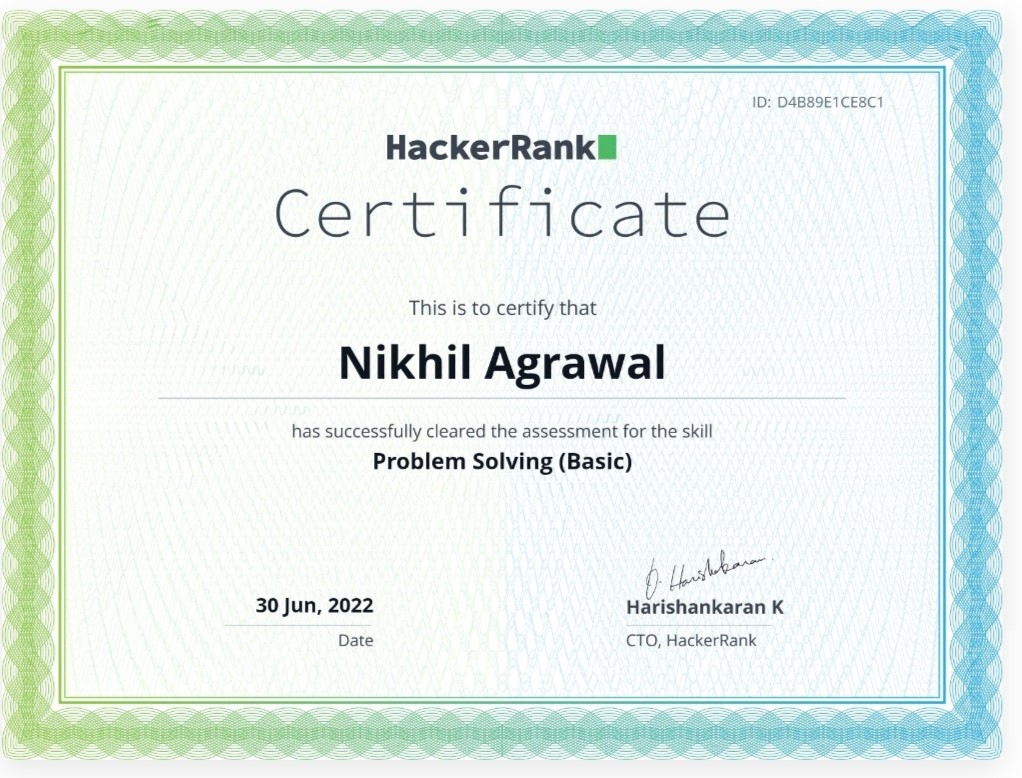 ID: D4B89E1CE8C1
HackerRank
Certificate
This is to certify that
Nikhil Agrawal
has successfully cleared the assessment for the skill
Problem Solving (Basic)
30 Jun, 2022
Date
Harishankaran K
CTO, HackerRank